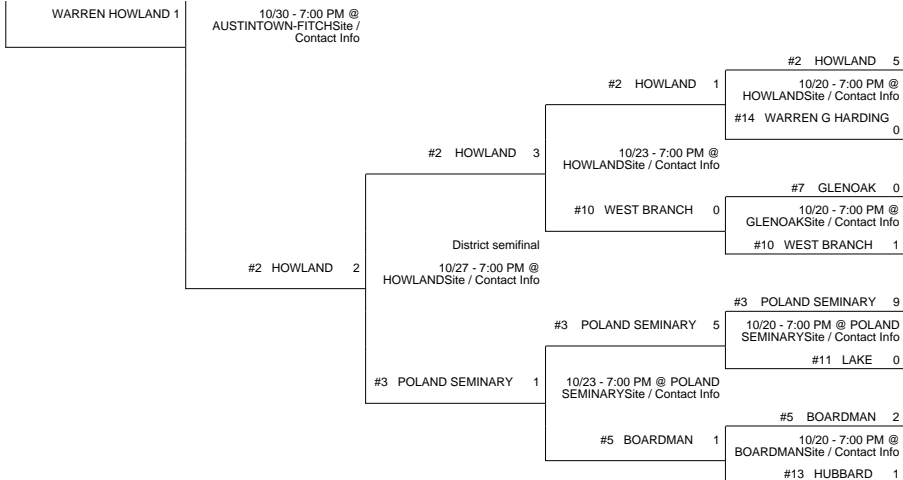 WARREN HOWLAND 1
10/30 - 7:00 PM @
AUSTINTOWN-FITCHSite /
Contact Info
#2 HOWLAND 5
10/20 - 7:00 PM @
HOWLANDSite / Contact Info
#2 HOWLAND 1
#14 WARREN G HARDING
0
#2 HOWLAND 3
10/23 - 7:00 PM @
HOWLANDSite / Contact Info
#7 GLENOAK 0
10/20 - 7:00 PM @
GLENOAKSite / Contact Info
#10 WEST BRANCH 0
#10 WEST BRANCH 1
District semifinal
#2 HOWLAND 2
10/27 - 7:00 PM @
HOWLANDSite / Contact Info
#3 POLAND SEMINARY 9
10/20 - 7:00 PM @ POLAND
SEMINARYSite / Contact Info
#3 POLAND SEMINARY 5
#11 LAKE 0
#3 POLAND SEMINARY 1
10/23 - 7:00 PM @ POLAND
SEMINARYSite / Contact Info
#5 BOARDMAN 2
10/20 - 7:00 PM @
BOARDMANSite / Contact Info
#5 BOARDMAN 1
#13 HUBBARD 1